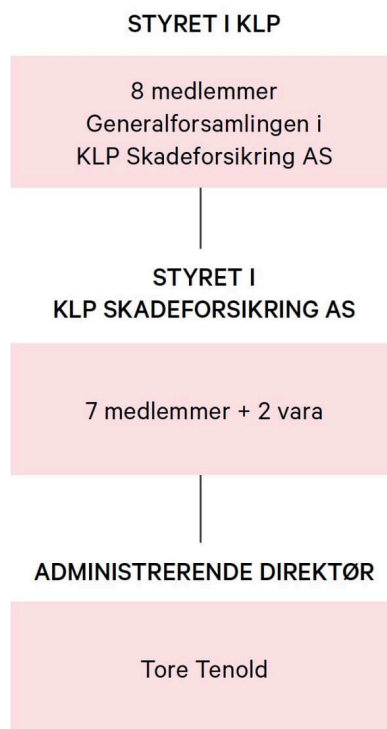 STYRET I KLP
8 medlemmer
Generalforsamlingen i
KLP Skadeforsikring AS
STYRET I
KLP SKADEFORSIKRING AS
7 medlemmer + 2 vara
ADMINISTRERENDE DIREKTØR
Tore Tenold